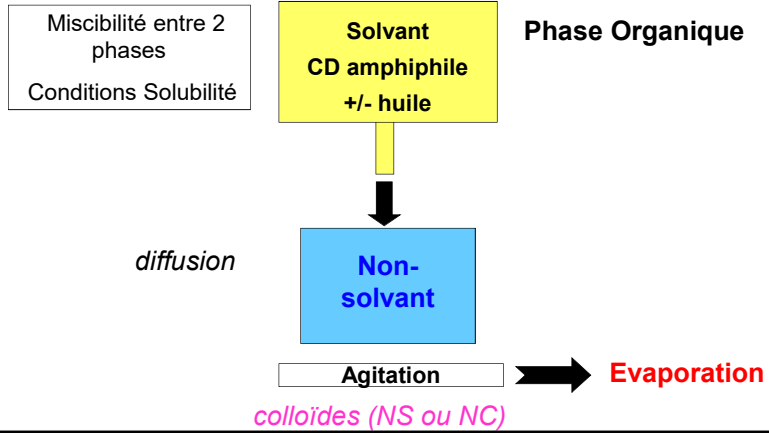 Miscibilité entre 2
phases
Conditions Solubilité
Solvant
CD amphiphile
+/- huile
Phase Organique
diffusion
Non-
solvant
Agitation
Evaporation
colloïdes (NS ou NC)